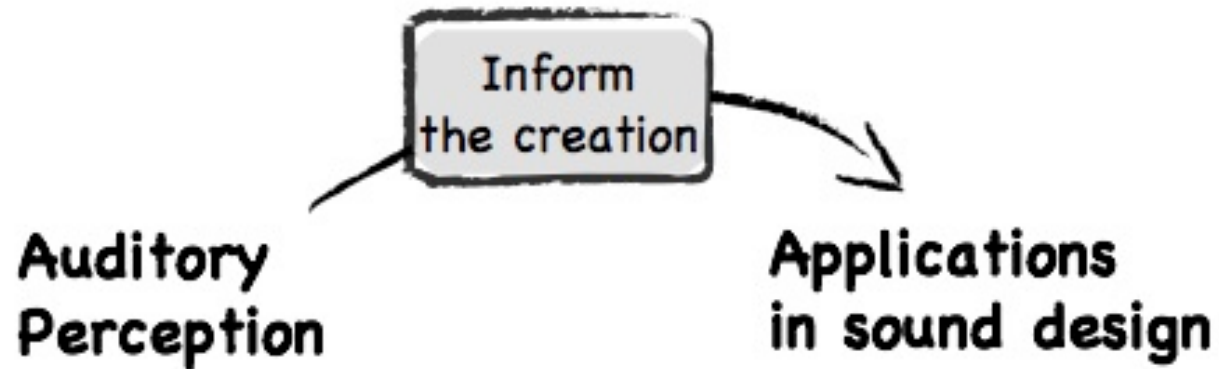 Inform
the creation
Auditory
Perception
Applications
in sound design